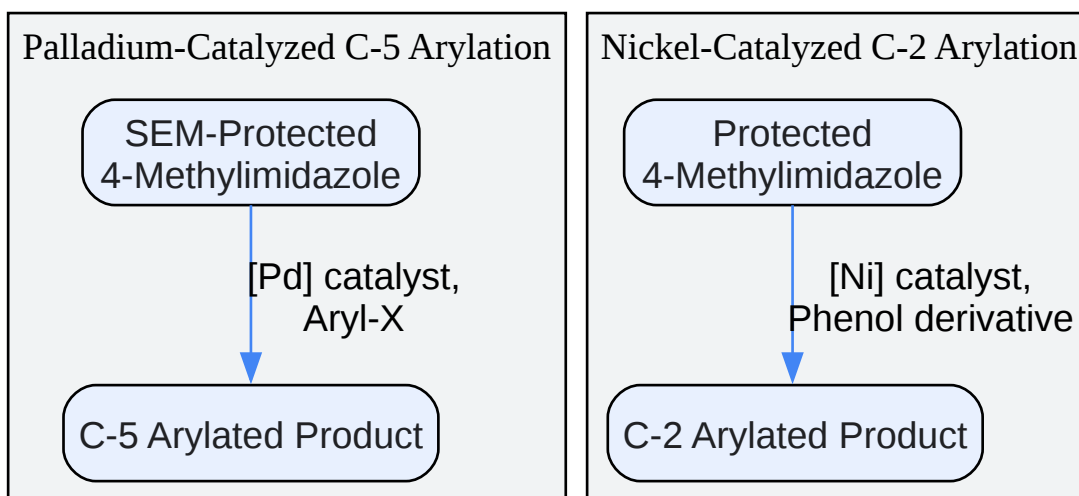 Palladium-Catalyzed C-5 Arylation
SEM-Protected
4-Methylimidazole
[Pd] catalyst,
Aryl-X
C-5 Arylated Product
Nickel-Catalyzed C-2 Arylation
Protected
4-Methylimidazole
[Ni] catalyst,
Phenol derivative
C-2 Arylated Product